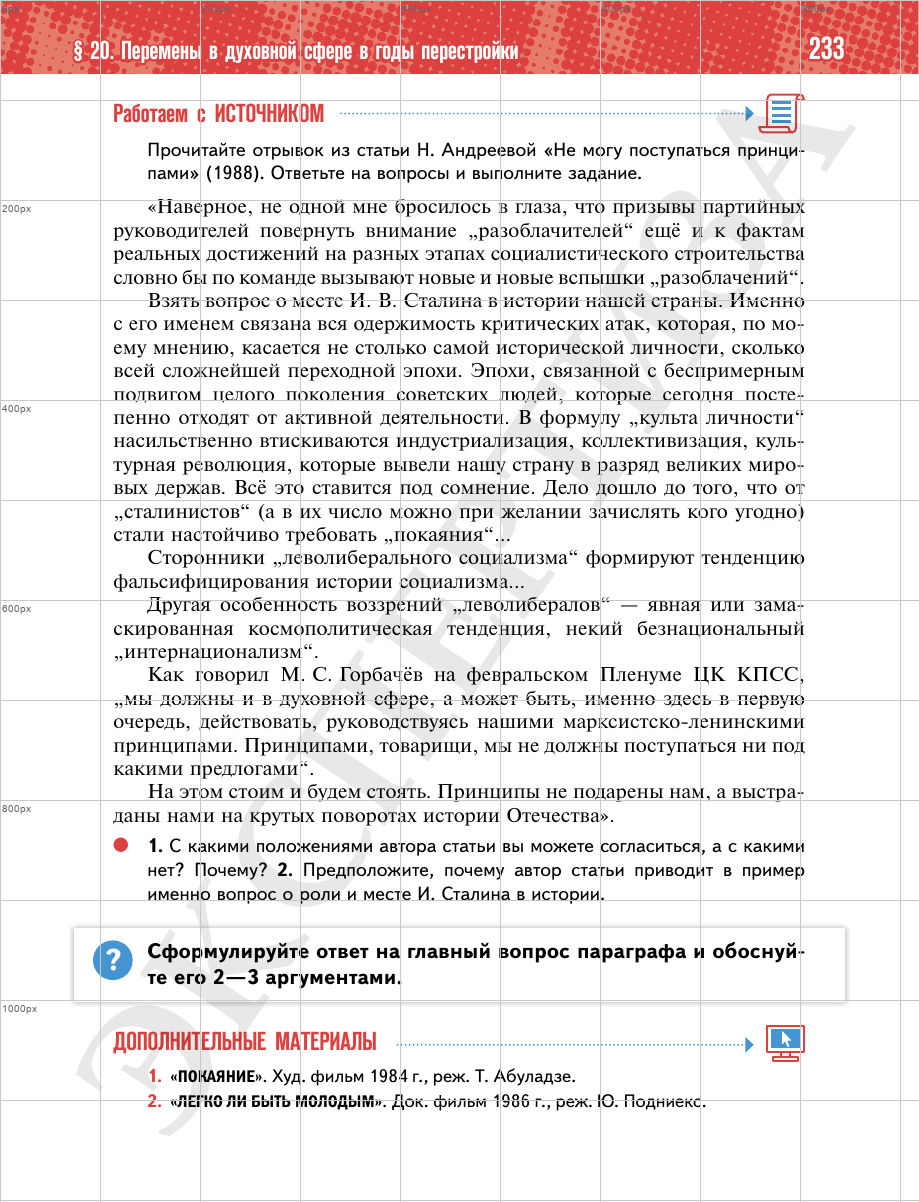 § 20. Перемены в духовной сфере в годы перестройки 233
Работаем с ИСТОЧНИКОМ
Прочитайте отрывок из статьи Н. Андреевой «Не могу поступаться принци-
пами» (1988). Ответьте на вопросы и выполните задание.
200px
«Наверное, не одной мне бросилось в глаза, что призывы партийных
руководителей повернуть внимание „разоблачителей“ ещё и к фактам
реальных достижений на разных этапах социалистического строительства
словно бы по команде вызывают новые и новые вспышки „разоблачений“.
Взять вопрос о месте И. В. Сталина в истории нашей страны. Именно
с его именем связана вся одержимость критических атак, которая, по мо-
ему мнению, касается не столько самой исторической личности, сколько
всей сложнейшей переходной эпохи. Эпохи, связанной с беспримерным
подвигом целого поколения советских людей, которые сегодня посте-
400px
пенно отходят от активной деятельности. В формулу „культа личности“
насильственно втискиваются индустриализация, коллективизация, куль-
турная революция, которые вывели нашу страну в разряд великих миро-
вых держав. Всё это ставится под сомнение. Дело дошло до того, что от
„сталинистов“ (а в их число можно при желании зачислять кого угодно)
стали настойчиво требовать „покаяния“...
Сторонники „леволиберального социализма“ формируют тенденцию
фальсифицирования истории социализма...
600px
Другая особенность воззрений „леволибералов“ — явная или зама-
скированная космополитическая тенденция, некий безнациональный
„интернационализм“.
Как говорил М. С. Горбачёв на февральском Пленуме ЦК КПСС,
„мы должны и в духовной сфере, а может быть, именно здесь в первую
очередь, действовать, руководствуясь нашими марксистско-ленинскими
принципами. Принципами, товарищи, мы не должны поступаться ни под
какими предлогами“.
На этом стоим и будем стоять. Принципы не подарены нам, а выстра-
800px
даны нами на крутых поворотах истории Отечества».
1. С какими положениями автора статьи вы можете согласиться, а с какими
нет? Почему? 2. Предположите, почему автор статьи приводит в пример
именно вопрос о роли и месте И. Сталина в истории.
? Сформулируйте ответ на главный вопрос параграфа и обоснуй-
те его 2—3 аргументами.
1000px
ДОПОЛНИТЕЛЬНЫЕ МАТЕРИАЛЫ
1. «ПОКАЯНИЕ». Худ. фильм 1984 г., реж. Т. Абуладзе.
2. «ЛЕГКО ЛИ БЫТЬ МОЛОДЫМ». Док. фильм 1986 г., реж. Ю. Подниекс.
ЭКСПЕРТИЗА